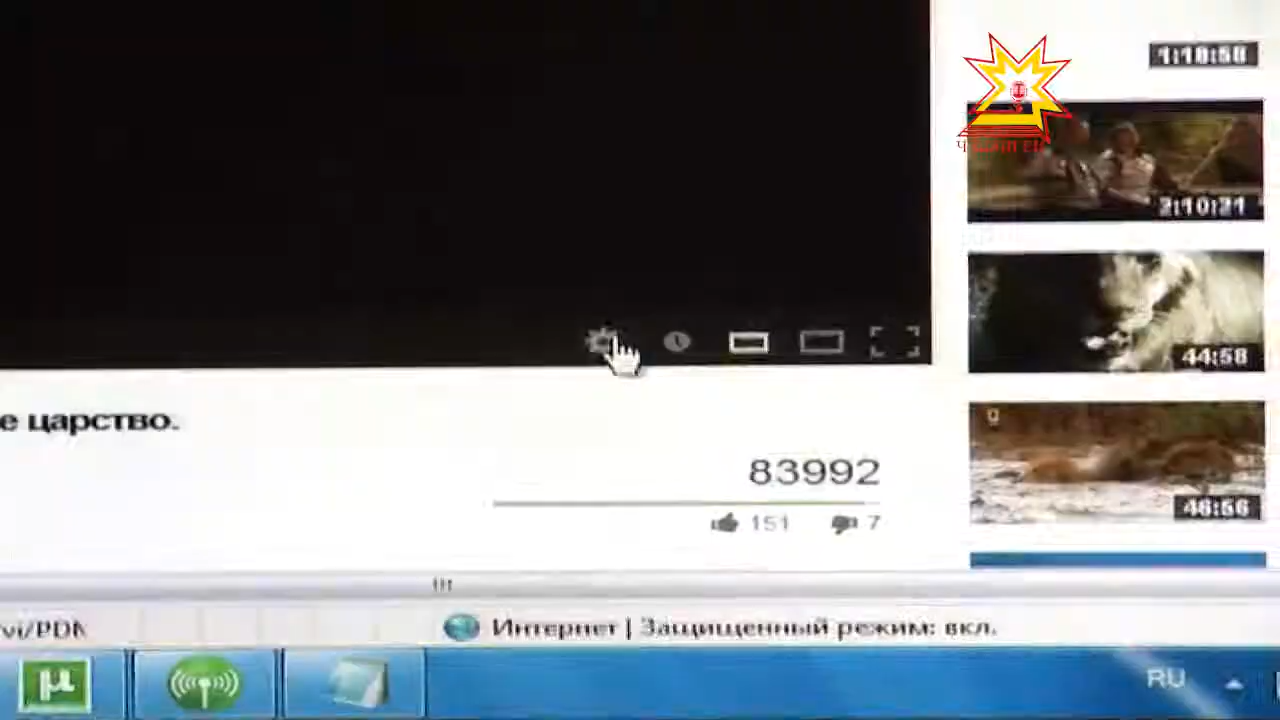 1:18:58
2:10:21
44:58
е царство.
83992
46:56
151 7
vi/PDN
Интернет | Защищенный режим: вкл.
µ
RU